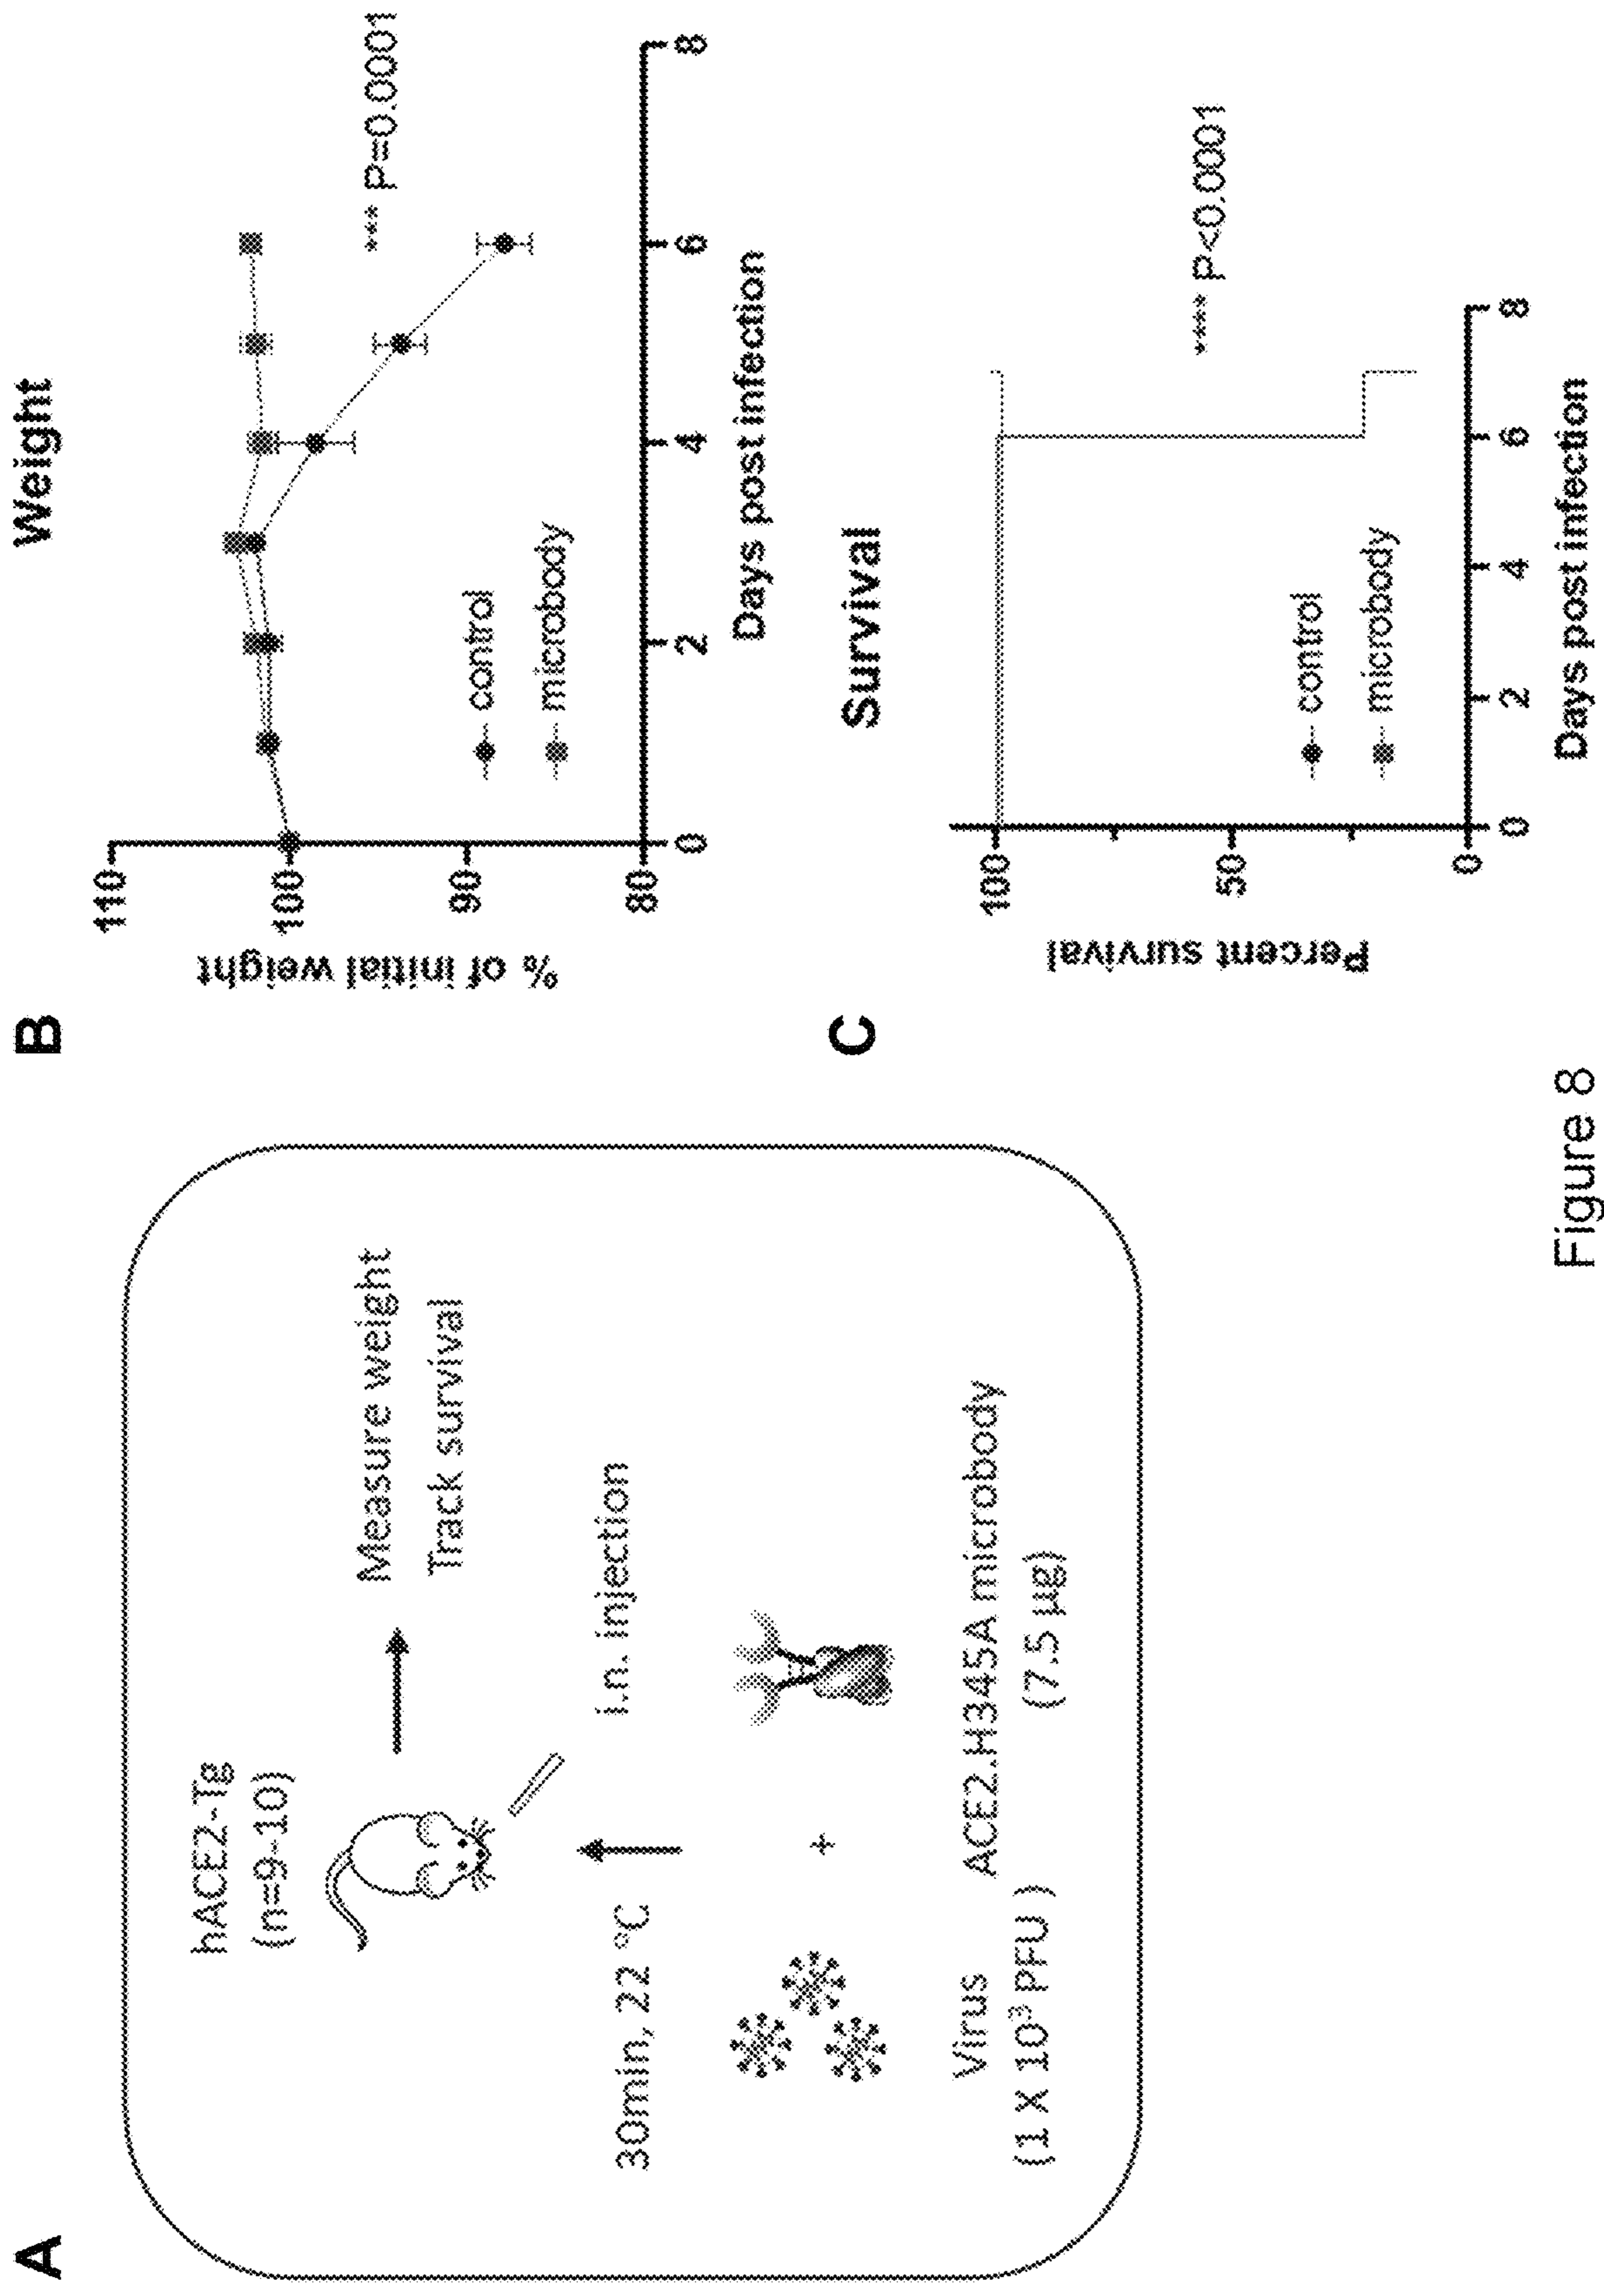 A
hACE2-Tg
(n=9-10)
Measure weight
Track survival
30min, 22 °C
i.n. injection
+
Virus
(1 X 10³ PFU )
ACE2.H345A microbody
(7.5 µg)
B
Weight
% of initial weight
110
100
90
80
*** P=0.0001
control
microbody
0 2 4 6 8
Days post infection
C
Survival
Percent survival
100
50
0
**** P<0.0001
control
microbody
0 2 4 6 8
Days post infection
Figure 8